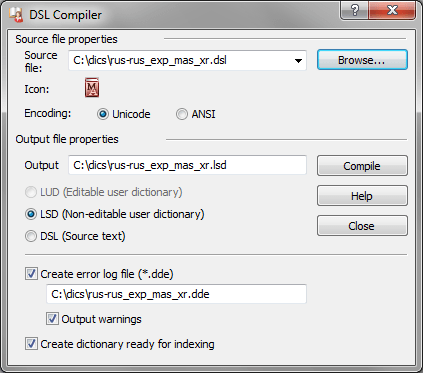 DSL Compiler
Source file properties
Source file: C:\dics\rus-rus_exp_mas_xr.dsl Browse...
Icon:
Encoding: Unicode ANSI
Output file properties
Output C:\dics\rus-rus_exp_mas_xr.lsd Compile
LUD (Editable user dictionary) Help
LSD (Non-editable user dictionary)
DSL (Source text) Close
Create error log file (*.dde)
C:\dics\rus-rus_exp_mas_xr.dde
Output warnings
Create dictionary ready for indexing